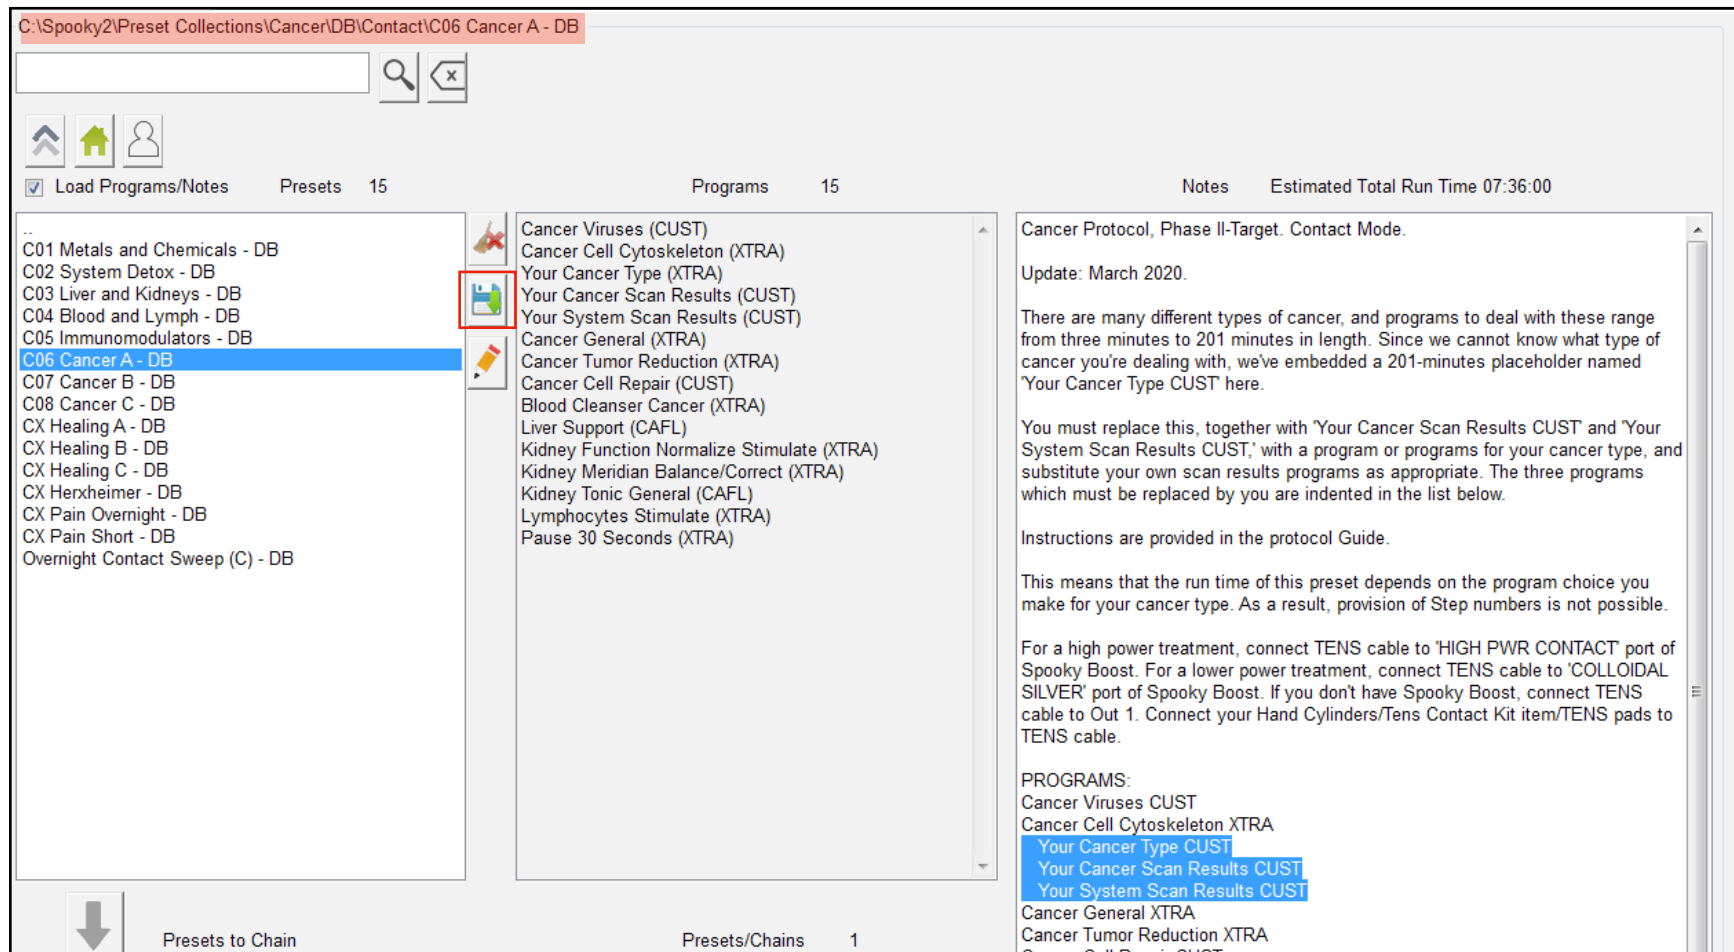 C:\Spooky2\Preset Collections\Cancer\DB\Contact\C06 Cancer A - DB
Load Programs/Notes Presets 15
Programs 15
Notes Estimated Total Run Time 07:36:00
..
C01 Metals and Chemicals - DB
C02 System Detox - DB
C03 Liver and Kidneys - DB
C04 Blood and Lymph - DB
C05 Immunomodulators - DB
C06 Cancer A - DB
C07 Cancer B - DB
C08 Cancer C - DB
CX Healing A - DB
CX Healing B - DB
CX Healing C - DB
CX Herxheimer - DB
CX Pain Overnight - DB
CX Pain Short - DB
Overnight Contact Sweep (C) - DB
Cancer Viruses (CUST)
Cancer Cell Cytoskeleton (XTRA)
Your Cancer Type (XTRA)
Your Cancer Scan Results (CUST)
Your System Scan Results (CUST)
Cancer General (XTRA)
Cancer Tumor Reduction (XTRA)
Cancer Cell Repair (CUST)
Blood Cleanser Cancer (XTRA)
Liver Support (CAFL)
Kidney Function Normalize Stimulate (XTRA)
Kidney Meridian Balance/Correct (XTRA)
Kidney Tonic General (CAFL)
Lymphocytes Stimulate (XTRA)
Pause 30 Seconds (XTRA)
Cancer Protocol, Phase II-Target. Contact Mode.
Update: March 2020.
There are many different types of cancer, and programs to deal with these range
from three minutes to 201 minutes in length. Since we cannot know what type of
cancer you're dealing with, we've embedded a 201-minutes placeholder named
'Your Cancer Type CUST' here.
You must replace this, together with 'Your Cancer Scan Results CUST' and 'Your
System Scan Results CUST,' with a program or programs for your cancer type, and
substitute your own scan results programs as appropriate. The three programs
which must be replaced by you are indented in the list below.
Instructions are provided in the protocol Guide.
This means that the run time of this preset depends on the program choice you
make for your cancer type. As a result, provision of Step numbers is not possible.
For a high power treatment, connect TENS cable to 'HIGH PWR CONTACT' port of
Spooky Boost. For a lower power treatment, connect TENS cable to 'COLLOIDAL
SILVER' port of Spooky Boost. If you don't have Spooky Boost, connect TENS
cable to Out 1. Connect your Hand Cylinders/Tens Contact Kit item/TENS pads to
TENS cable.
PROGRAMS:
Cancer Viruses CUST
Cancer Cell Cytoskeleton XTRA
Your Cancer Type CUST
Your Cancer Scan Results CUST
Your System Scan Results CUST
Cancer General XTRA
Cancer Tumor Reduction XTRA
Presets to Chain
Presets/Chains 1